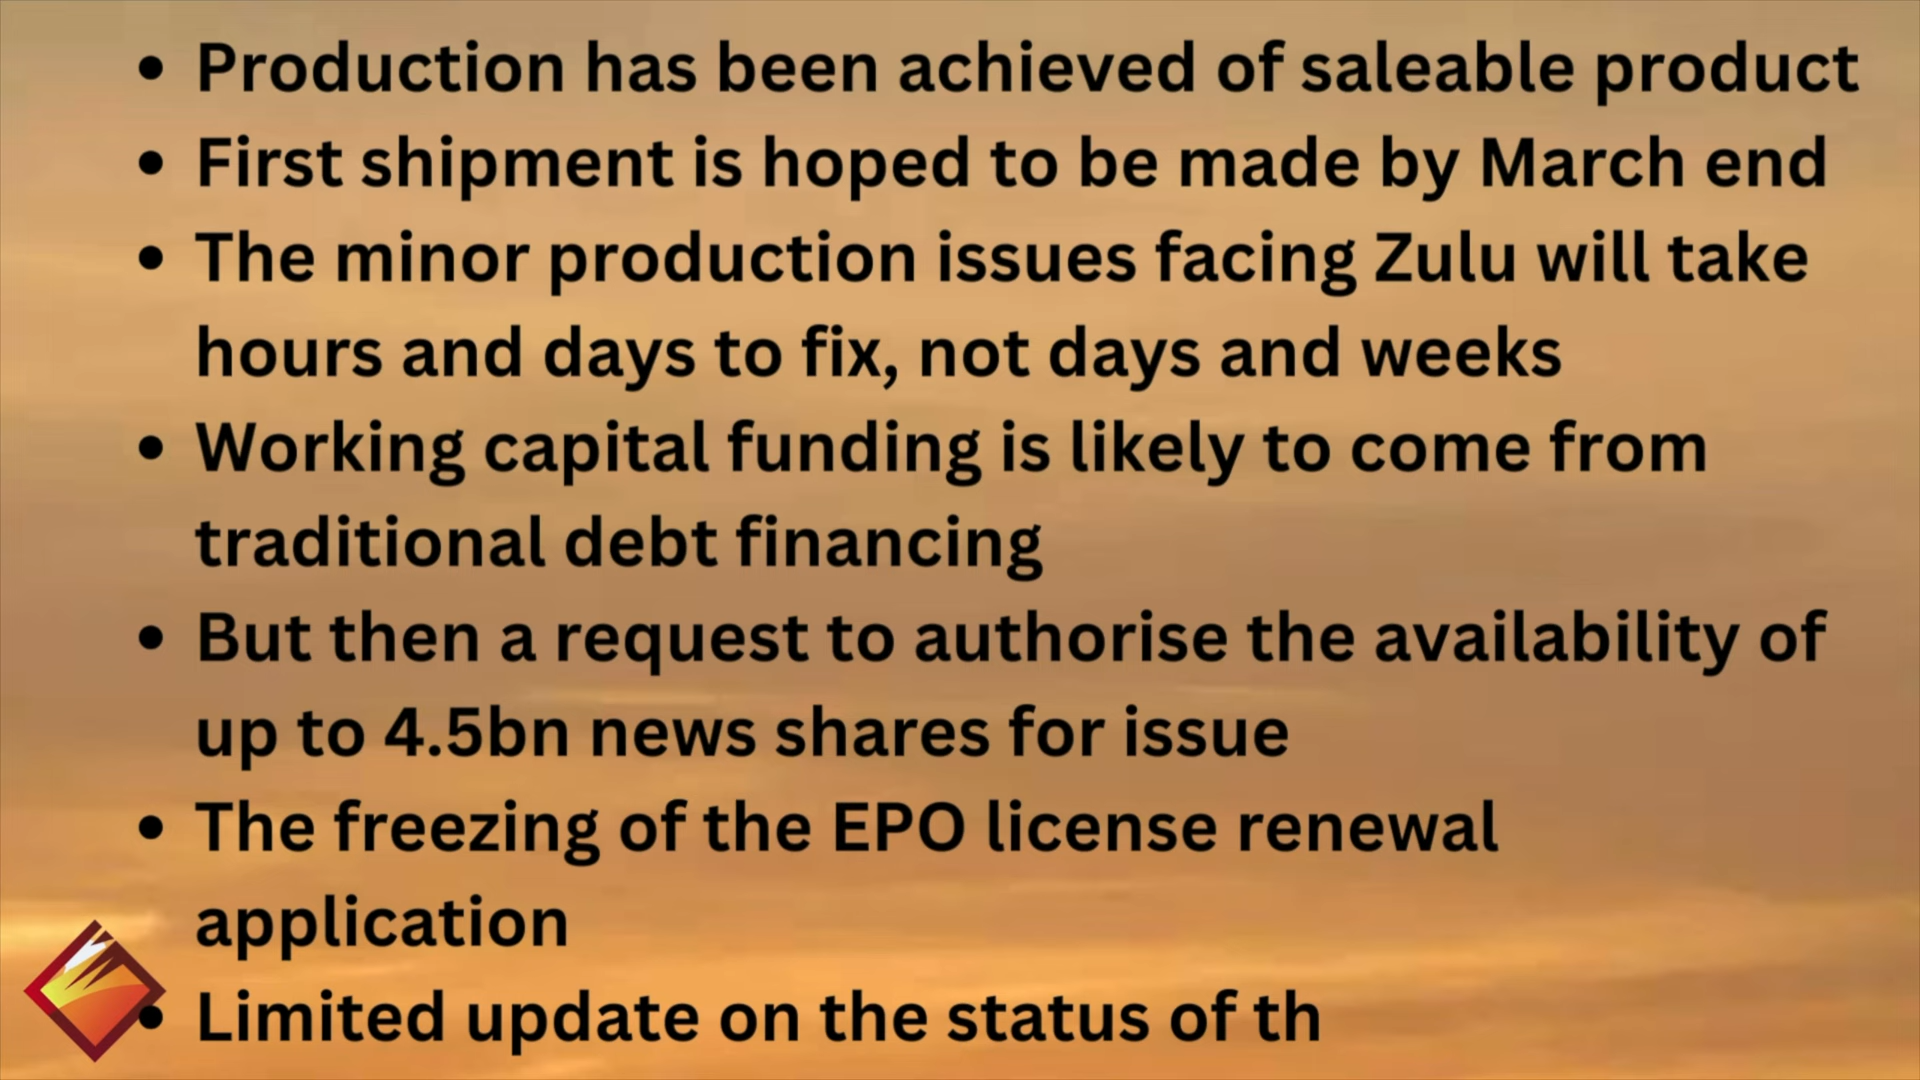 • Production has been achieved of saleable product
• First shipment is hoped to be made by March end
• The minor production issues facing Zulu will take
hours and days to fix, not days and weeks
• Working capital funding is likely to come from
traditional debt financing
• But then a request to authorise the availability of
up to 4.5bn news shares for issue
• The freezing of the EPO license renewal
application
• Limited update on the status of th